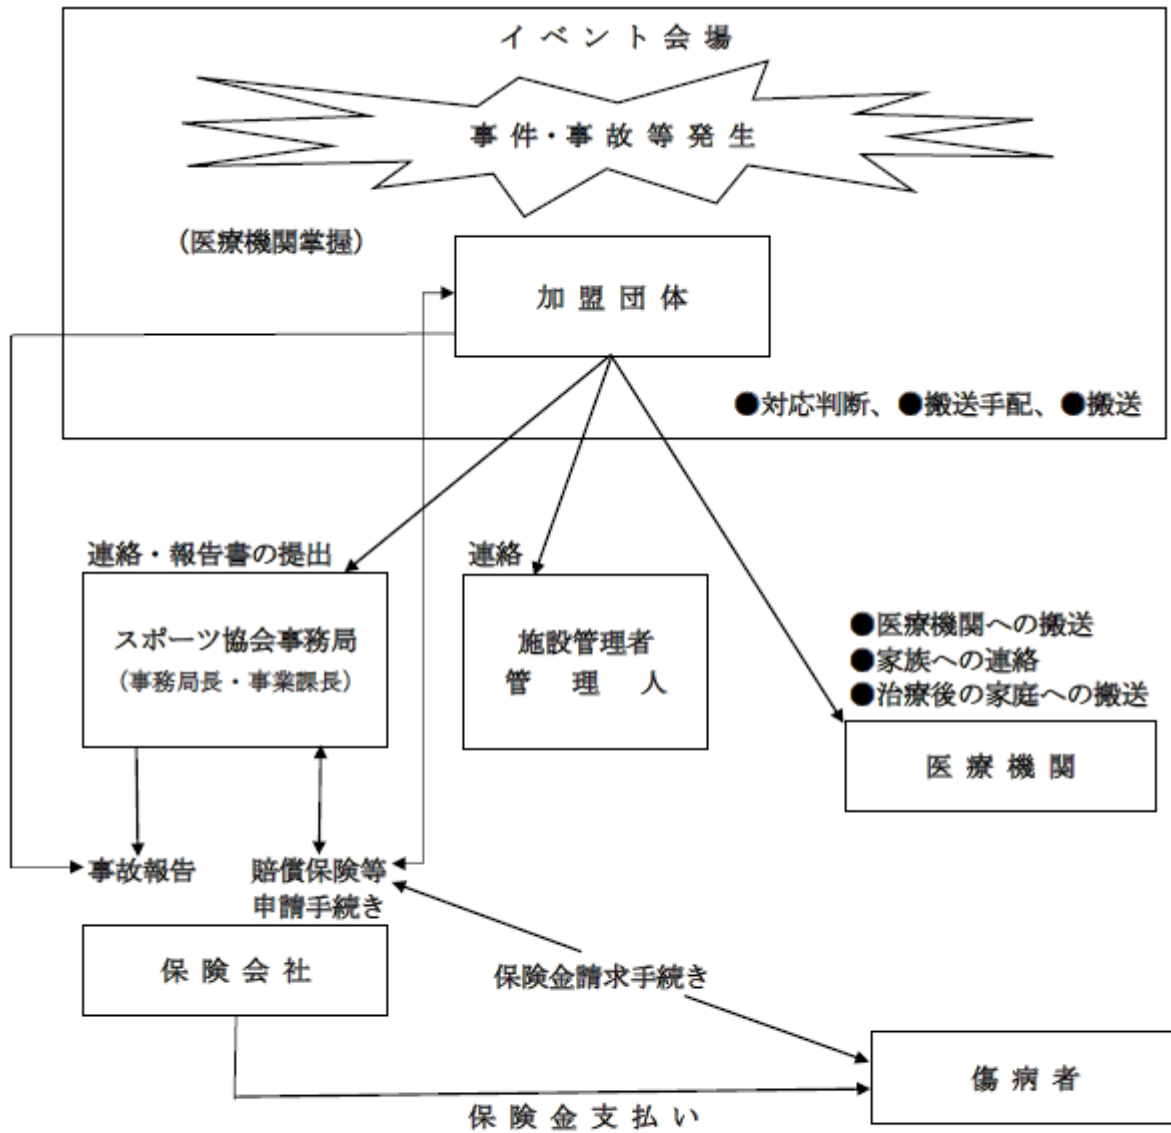 イベント会場
事件・事故等発生
(医療機関掌握)
加盟団体
●対応判断、●搬送手配、●搬送
連絡・報告書の提出
スポーツ協会事務局
(事務局長・事業課長)
連絡
施設管理者
管理人
●医療機関への搬送
●家族への連絡
●治療後の家庭への搬送
医療機関
事故報告
賠償保険等
申請手続き
保険会社
保険金請求手続き
傷病者
保険金支払い